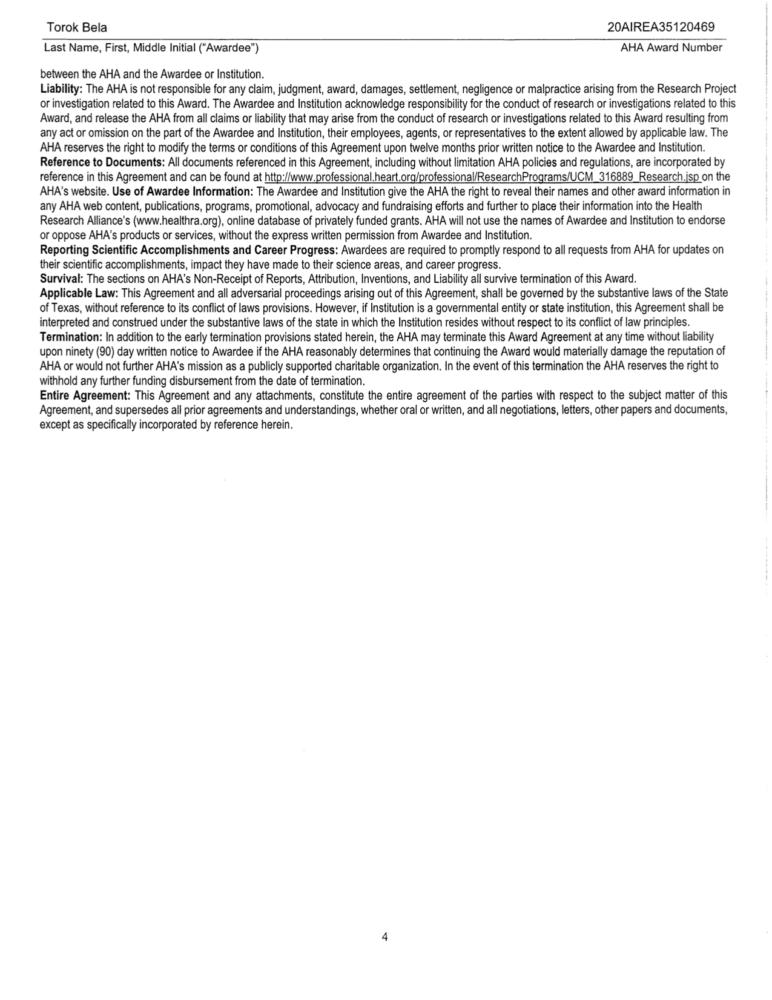 Torok Bela 20AIREA35120469
Last Name, First, Middle Initial (“Awardee”) AHA Award Number
between the AHA and the Awardee or Institution.
Liability: The AHA is not responsible for any claim, judgment, award, damages, settlement, negligence or malpractice arising from the Research Project
or investigation related to this Award. The Awardee and Institution acknowledge responsibility for the conduct of research or investigations related to this
Award, and release the AHA from all claims or liability that may arise from the conduct of research or investigations related to this Award resulting from
any act or omission on the part of the Awardee and Institution, their employees, agents, or representatives to the extent allowed by applicable law. The
AHA reserves the right to modify the terms or conditions of this Agreement upon twelve months prior written notice to the Awardee and Institution.
Reference to Documents: All documents referenced in this Agreement, including without limitation AHA policies and regulations, are incorporated by
reference in this Agreement and can be found at http://www.professional.heart.org/professional/ResearchPrograms/UCM_316889_Research.jsp on the
AHA’s website. Use of Awardee Information: The Awardee and Institution give the AHA the right to reveal their names and other award information in
any AHA web content, publications, programs, promotional, advocacy and fundraising efforts and further to place their information into the Health
Research Alliance’s (www.healthra.org), online database of privately funded grants. AHA will not use the names of Awardee and Institution to endorse
or oppose AHA’s products or services, without the express written permission from Awardee and Institution.
Reporting Scientific Accomplishments and Career Progress: Awardees are required to promptly respond to all requests from AHA for updates on
their scientific accomplishments, impact they have made to their science areas, and career progress.
Survival: The sections on AHA’s Non-Receipt of Reports, Attribution, Inventions, and Liability all survive termination of this Award.
Applicable Law: This Agreement and all adversarial proceedings arising out of this Agreement, shall be governed by the substantive laws of the State
of Texas, without reference to its conflict of laws provisions. However, if Institution is a governmental entity or state institution, this Agreement shall be
interpreted and construed under the substantive laws of the state in which the Institution resides without respect to its conflict of law principles.
Termination: In addition to the early termination provisions stated herein, the AHA may terminate this Award Agreement at any time without liability
upon ninety (90) day written notice to Awardee if the AHA reasonably determines that continuing the Award would materially damage the reputation of
AHA or would not further AHA’s mission as a publicly supported charitable organization. In the event of this termination the AHA reserves the right to
withhold any further funding disbursement from the date of termination.
Entire Agreement: This Agreement and any attachments, constitute the entire agreement of the parties with respect to the subject matter of this
Agreement, and supersedes all prior agreements and understandings, whether oral or written, and all negotiations, letters, other papers and documents,
except as specifically incorporated by reference herein.
4